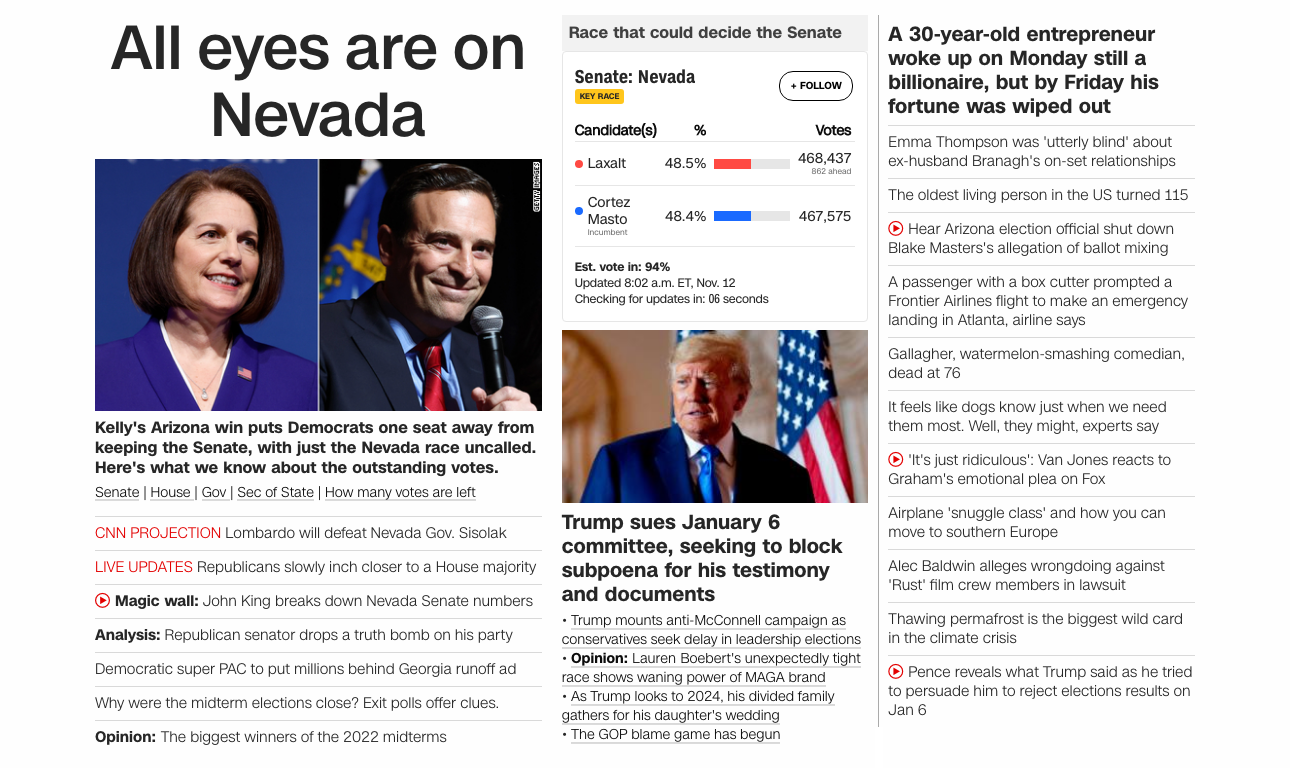 All eyes are on
Nevada
GETTY IMAGES
Kelly's Arizona win puts Democrats one seat away from
keeping the Senate, with just the Nevada race uncalled.
Here's what we know about the outstanding votes.
Senate | House | Gov | Sec of State | How many votes are left
CNN PROJECTION Lombardo will defeat Nevada Gov. Sisolak
LIVE UPDATES Republicans slowly inch closer to a House majority
Magic wall: John King breaks down Nevada Senate numbers
Analysis: Republican senator drops a truth bomb on his party
Democratic super PAC to put millions behind Georgia runoff ad
Why were the midterm elections close? Exit polls offer clues.
Opinion: The biggest winners of the 2022 midterms
Race that could decide the Senate
Senate: Nevada
KEY RACE
+ FOLLOW
Candidate(s) % Votes
Laxalt 48.5% 468,437
862 ahead
Cortez
Masto 48.4% 467,575
Incumbent
Est. vote in: 94%
Updated 8:02 a.m. ET, Nov. 12
Checking for updates in: 06 seconds
Trump sues January 6
committee, seeking to block
subpoena for his testimony
and documents
• Trump mounts anti-McConnell campaign as
conservatives seek delay in leadership elections
• Opinion: Lauren Boebert's unexpectedly tight
race shows waning power of MAGA brand
• As Trump looks to 2024, his divided family
gathers for his daughter's wedding
• The GOP blame game has begun
A 30-year-old entrepreneur
woke up on Monday still a
billionaire, but by Friday his
fortune was wiped out
Emma Thompson was 'utterly blind' about
ex-husband Branagh's on-set relationships
The oldest living person in the US turned 115
Hear Arizona election official shut down
Blake Masters's allegation of ballot mixing
A passenger with a box cutter prompted a
Frontier Airlines flight to make an emergency
landing in Atlanta, airline says
Gallagher, watermelon-smashing comedian,
dead at 76
It feels like dogs know just when we need
them most. Well, they might, experts say
'It's just ridiculous': Van Jones reacts to
Graham's emotional plea on Fox
Airplane 'snuggle class' and how you can
move to southern Europe
Alec Baldwin alleges wrongdoing against
'Rust' film crew members in lawsuit
Thawing permafrost is the biggest wild card
in the climate crisis
Pence reveals what Trump said as he tried
to persuade him to reject elections results on
Jan 6